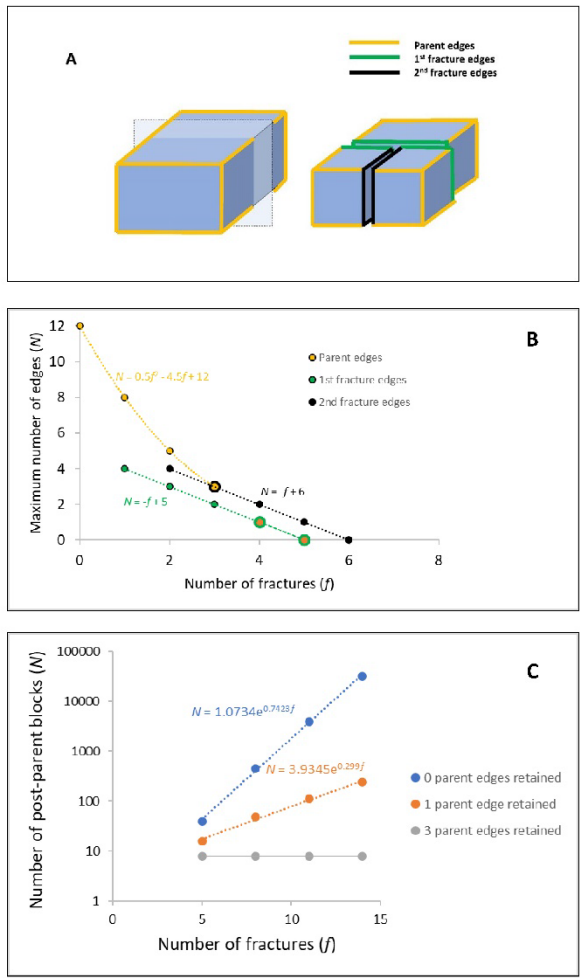 A
Parent edges
1st fracture edges
2nd fracture edges
B
Maximum number of edges (N)
12
10
8
6
4
2
0
N = 0.5f² - 4.5f + 12
Parent edges
1st fracture edges
2nd fracture edges
N = -f + 5
N = f + 6
0 2 4 6 8
Number of fractures (f)
C
Number of post-parent blocks (N)
100000
10000
1000
100
10
1
N = 1.0734e^0.7423f
N = 3.9345e^0.299f
0 parent edges retained
1 parent edge retained
3 parent edges retained
0 5 10 15
Number of fractures (f)